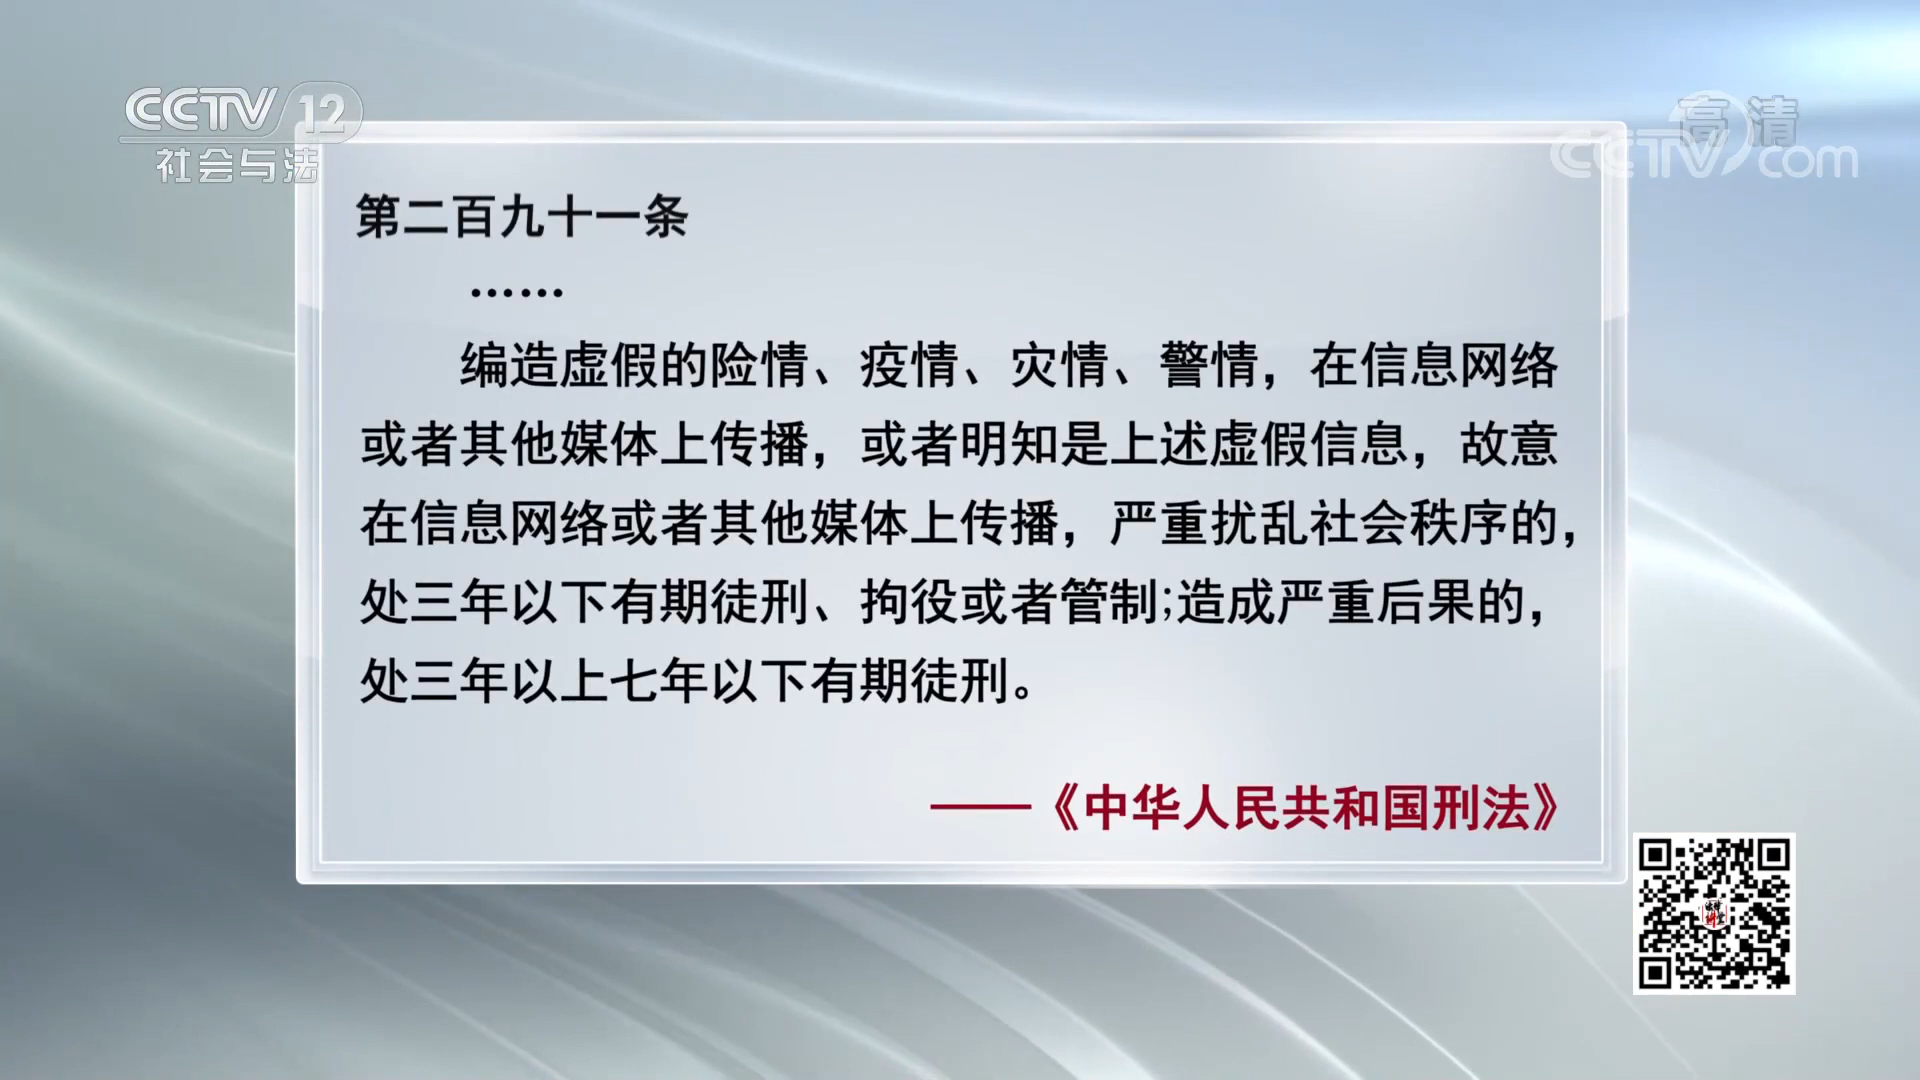 CCTV 12
社会与法
高清
CCTV.com
第二百九十一条
……
编造虚假的险情、疫情、灾情、警情，在信息网络
或者其他媒体上传播，或者明知是上述虚假信息，故意
在信息网络或者其他媒体上传播，严重扰乱社会秩序的，
处三年以下有期徒刑、拘役或者管制;造成严重后果的，
处三年以上七年以下有期徒刑。
——《中华人民共和国刑法》